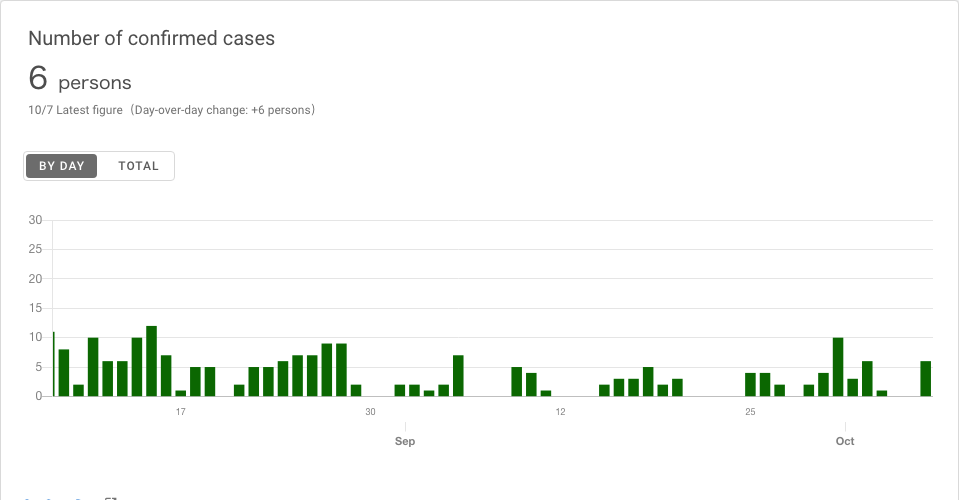 Number of confirmed cases
6 persons
10/7 Latest figure（Day-over-day change: +6 persons）
BY DAY TOTAL
30
25
20
15
10
5
0
17 30 12 25
Sep Oct